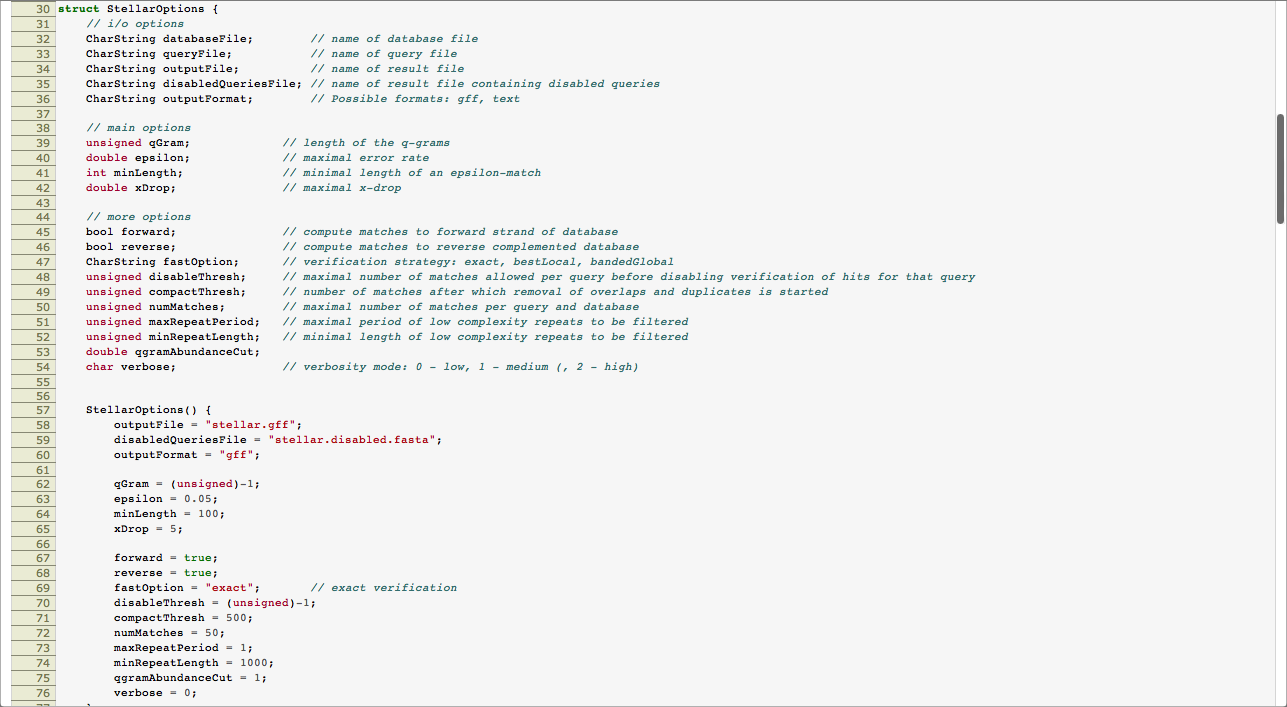 30 struct StellarOptions {
31     // i/o options
32     CharString databaseFile;        // name of database file
33     CharString queryFile;           // name of query file
34     CharString outputFile;          // name of result file
35     CharString disabledQueriesFile; // name of result file containing disabled queries
36     CharString outputFormat;        // Possible formats: gff, text
37
38     // main options
39     unsigned qGram;             // length of the q-grams
40     double epsilon;             // maximal error rate
41     int minLength;              // minimal length of an epsilon-match
42     double xDrop;               // maximal x-drop
43
44     // more options
45     bool forward;               // compute matches to forward strand of database
46     bool reverse;               // compute matches to reverse complemented database
47     CharString fastOption;      // verification strategy: exact, bestLocal, bandedGlobal
48     unsigned disableThresh;     // maximal number of matches allowed per query before disabling verification of hits for that query
49     unsigned compactThresh;     // number of matches after which removal of overlaps and duplicates is started
50     unsigned numMatches;        // maximal number of matches per query and database
51     unsigned maxRepeatPeriod;   // maximal period of low complexity repeats to be filtered
52     unsigned minRepeatLength;   // minimal length of low complexity repeats to be filtered
53     double qgramAbundanceCut;
54     char verbose;               // verbosity mode: 0 - low, 1 - medium (, 2 - high)
55
56
57     StellarOptions() {
58         outputFile = "stellar.gff";
59         disabledQueriesFile = "stellar.disabled.fasta";
60         outputFormat = "gff";
61
62         qGram = (unsigned)-1;
63         epsilon = 0.05;
64         minLength = 100;
65         xDrop = 5;
66
67         forward = true;
68         reverse = true;
69         fastOption = "exact";       // exact verification
70         disableThresh = (unsigned)-1;
71         compactThresh = 500;
72         numMatches = 50;
73         maxRepeatPeriod = 1;
74         minRepeatLength = 1000;
75         qgramAbundanceCut = 1;
76         verbose = 0;